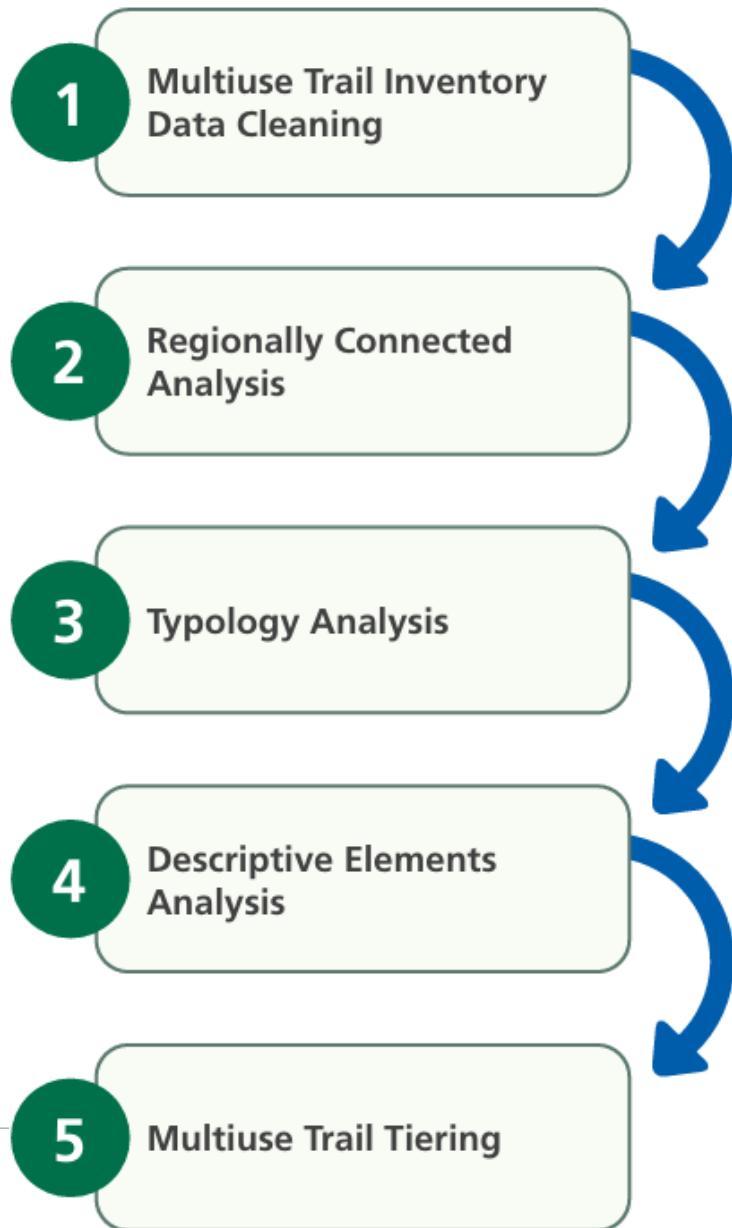 1
Multiuse Trail Inventory
Data Cleaning
2
Regionally Connected
Analysis
3
Typology Analysis
4
Descriptive Elements
Analysis
5
Multiuse Trail Tiering